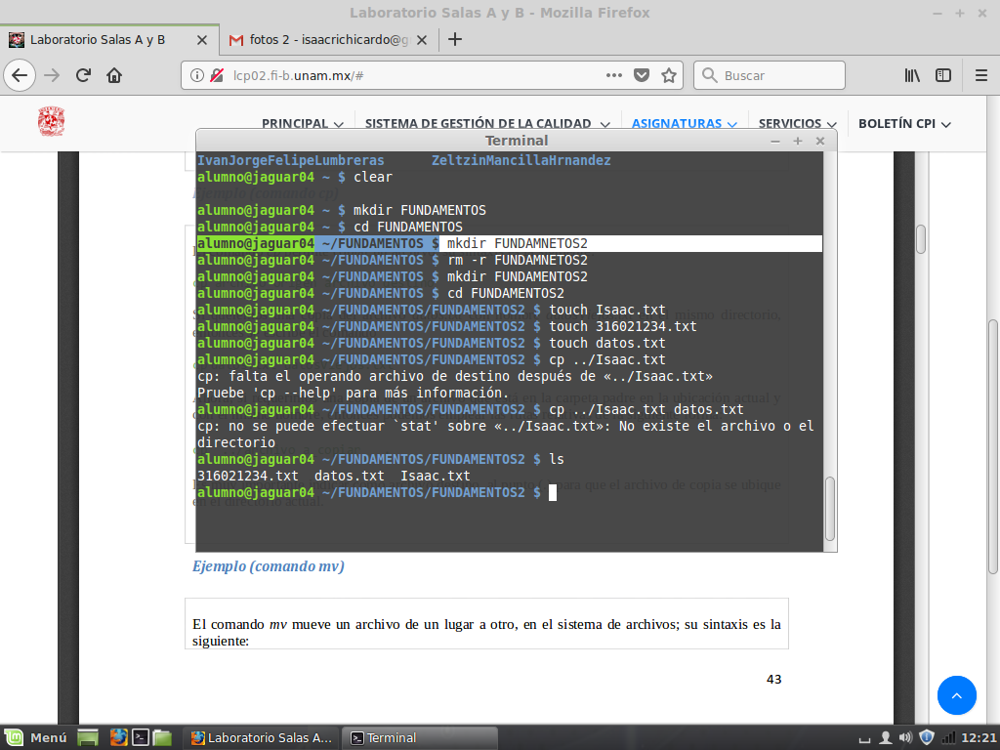 Laboratorio Salas A y B - Mozilla Firefox
Laboratorio Salas A y B
fotos 2 - isaacrichicardo@g
lcp02.fi-b.unam.mx/#
Buscar
PRINCIPAL
SISTEMA DE GESTIÓN DE LA CALIDAD
ASIGNATURAS
SERVICIOS
BOLETÍN CPI
Terminal
IvanJorgeFelipeLumbreras ZeltzinMancillaHrnandez
alumno@jaguar04 ~ $ clear
alumno@jaguar04 ~ $ mkdir FUNDAMENTOS
alumno@jaguar04 ~ $ cd FUNDAMENTOS
alumno@jaguar04 ~/FUNDAMENTOS $ mkdir FUNDAMNETOS2
alumno@jaguar04 ~/FUNDAMENTOS $ rm -r FUNDAMNETOS2
alumno@jaguar04 ~/FUNDAMENTOS $ mkdir FUNDAMENTOS2
alumno@jaguar04 ~/FUNDAMENTOS $ cd FUNDAMENTOS2
alumno@jaguar04 ~/FUNDAMENTOS/FUNDAMENTOS2 $ touch Isaac.txt
alumno@jaguar04 ~/FUNDAMENTOS/FUNDAMENTOS2 $ touch 316021234.txt
alumno@jaguar04 ~/FUNDAMENTOS/FUNDAMENTOS2 $ touch datos.txt
alumno@jaguar04 ~/FUNDAMENTOS/FUNDAMENTOS2 $ cp ../Isaac.txt
cp: falta el operando archivo de destino después de «../Isaac.txt»
Pruebe 'cp --help' para más información.
alumno@jaguar04 ~/FUNDAMENTOS/FUNDAMENTOS2 $ cp ../Isaac.txt datos.txt
cp: no se puede efectuar `stat' sobre «../Isaac.txt»: No existe el archivo o el
directorio
alumno@jaguar04 ~/FUNDAMENTOS/FUNDAMENTOS2 $ ls
316021234.txt datos.txt Isaac.txt
alumno@jaguar04 ~/FUNDAMENTOS/FUNDAMENTOS2 $
Ejemplo (comando mv)
El comando mv mueve un archivo de un lugar a otro, en el sistema de archivos; su sintaxis es la
siguiente:
43
Menú
Laboratorio Salas A...
Terminal
12:21